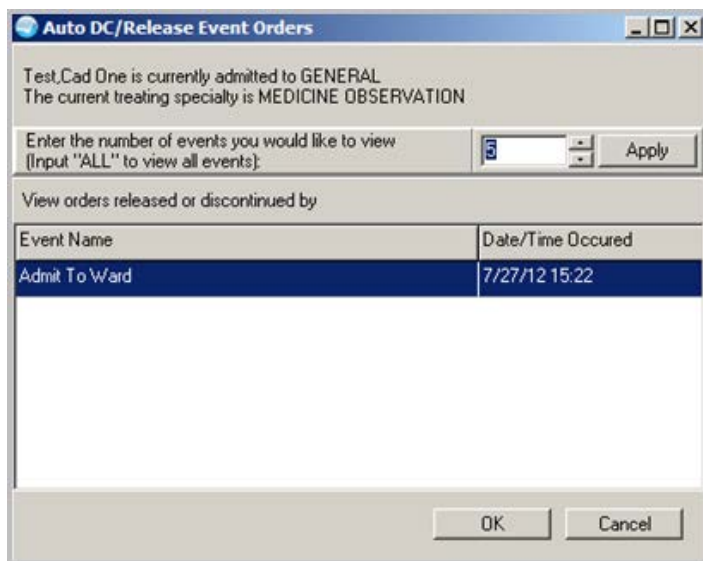 Auto DC/Release Event Orders
Test,Cad One is currently admitted to GENERAL
The current treating specialty is MEDICINE OBSERVATION
Enter the number of events you would like to view
(Input "ALL" to view all events):
5
Apply
View orders released or discontinued by
Event Name Date/Time Occured
Admit To Ward 7/27/12 15:22
OK Cancel